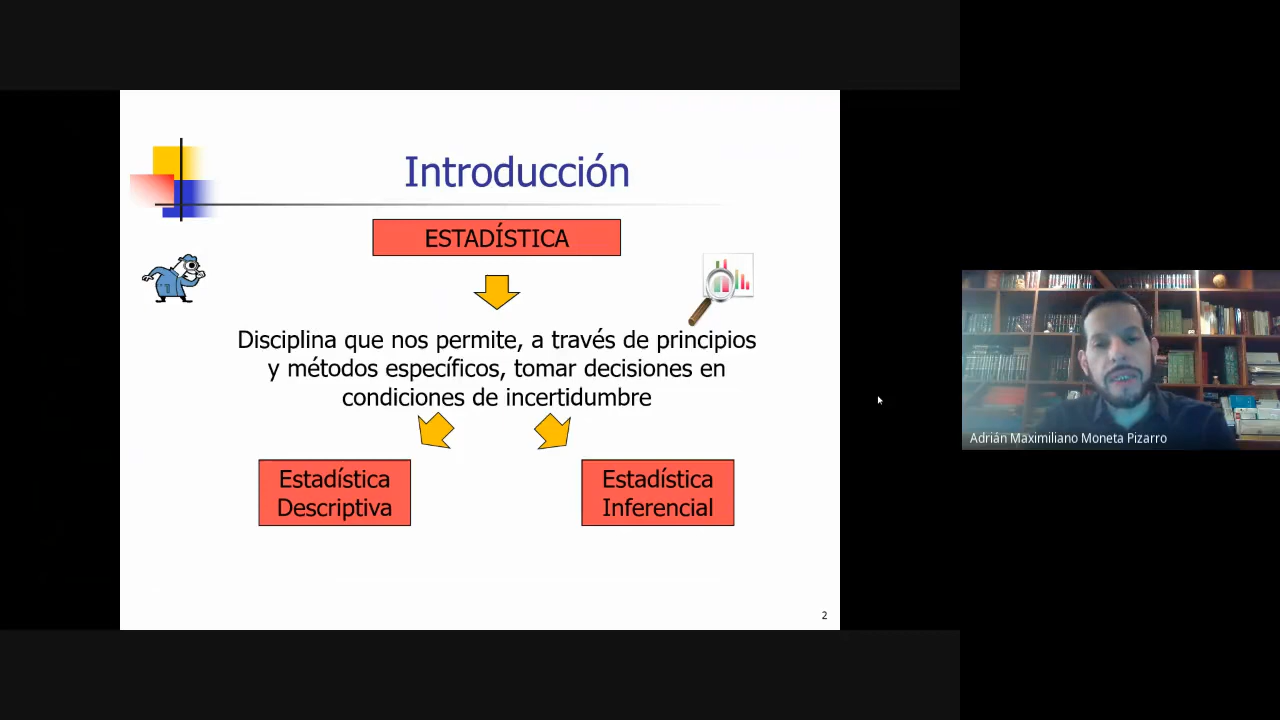 Introducción
ESTADÍSTICA
Disciplina que nos permite, a través de principios
y métodos específicos, tomar decisiones en
condiciones de incertidumbre
Estadística
Descriptiva
Estadística
Inferencial
2
Adrián Maximiliano Moneta Pizarro